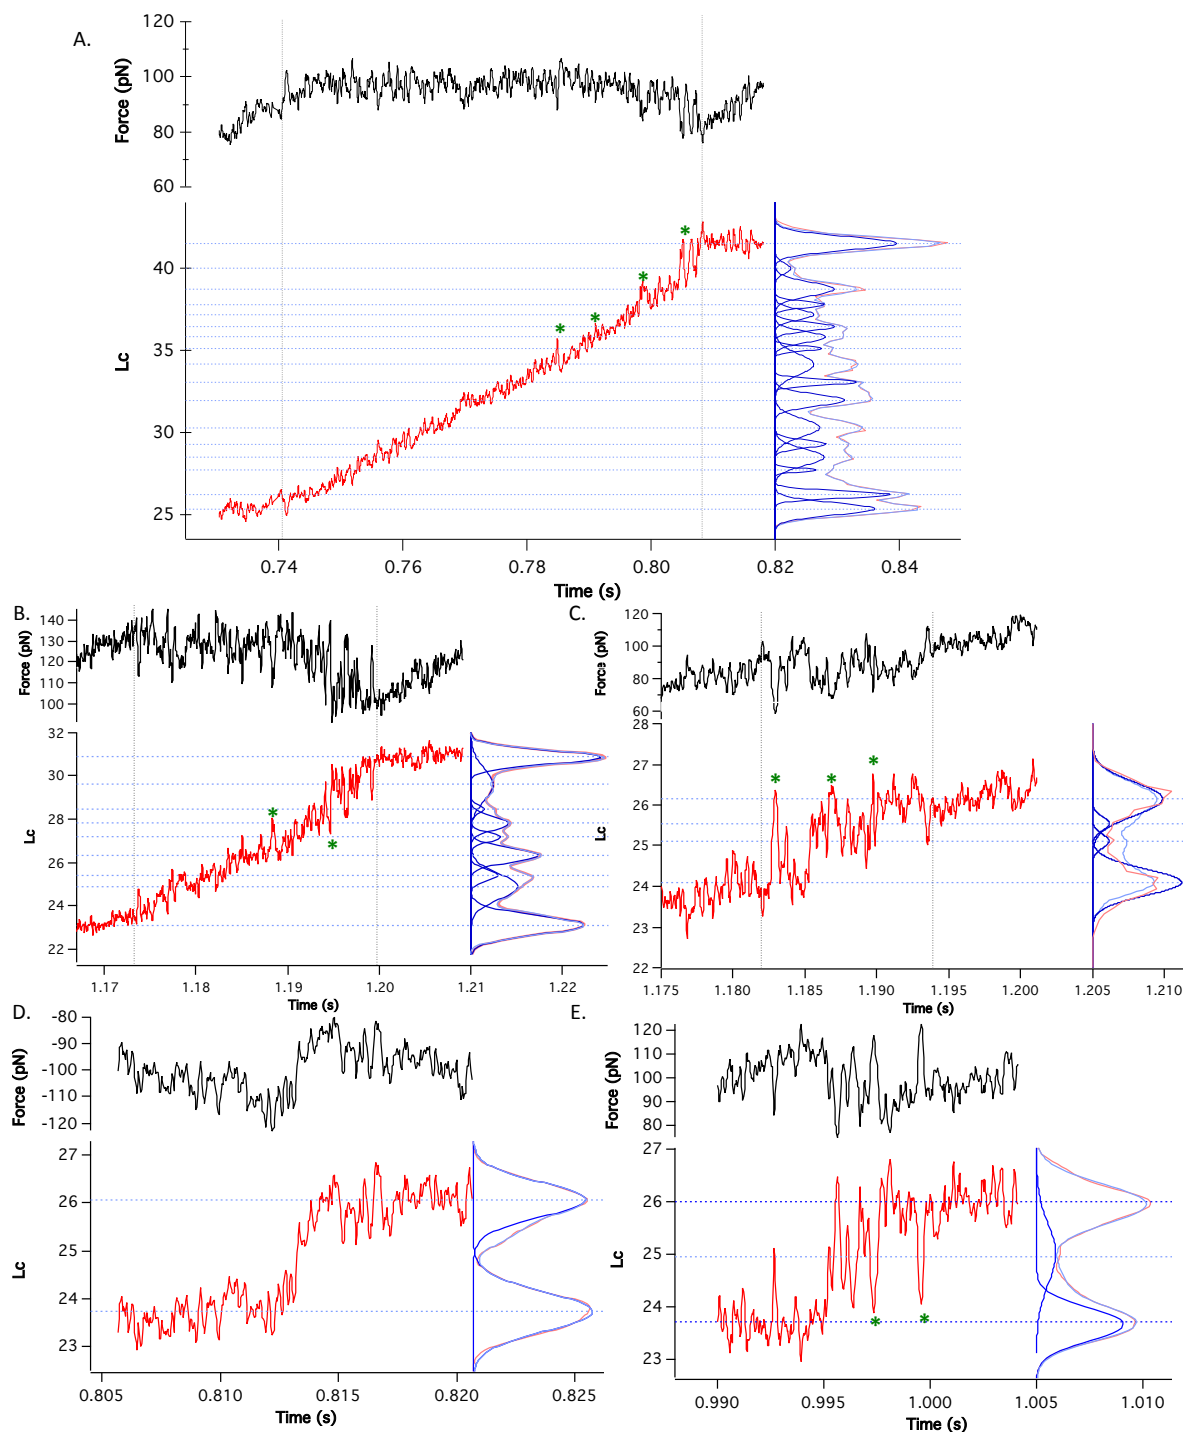 A.
Force (pN)
120
100
80
60
*
*
*
*
Lc
40
35
30
25
0.74 0.76 0.78 0.80 0.82 0.84
Time (s)
B.
Force (pN)
140
130
120
110
100
Lc
32
30
28
26
24
22
*
*
1.17 1.18 1.19 1.20 1.21 1.22
Time (s)
C.
Force (pN)
120
100
80
60
Lc
28
27
26
25
24
23
22
*
*
*
1.175 1.180 1.185 1.190 1.195 1.200 1.205 1.210
Time (s)
D.
Force (pN)
-80
-90
-100
-110
-120
Lc
27
26
25
24
23
0.805 0.810 0.815 0.820 0.825
Time (s)
E.
Force (pN)
120
110
100
90
80
Lc
27
26
25
24
23
*
*
0.990 0.995 1.000 1.005 1.010
Time (s)